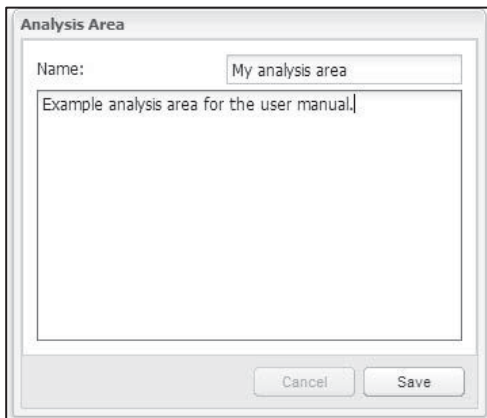 Analysis Area
Name: My analysis area
Example analysis area for the user manual.
Cancel Save